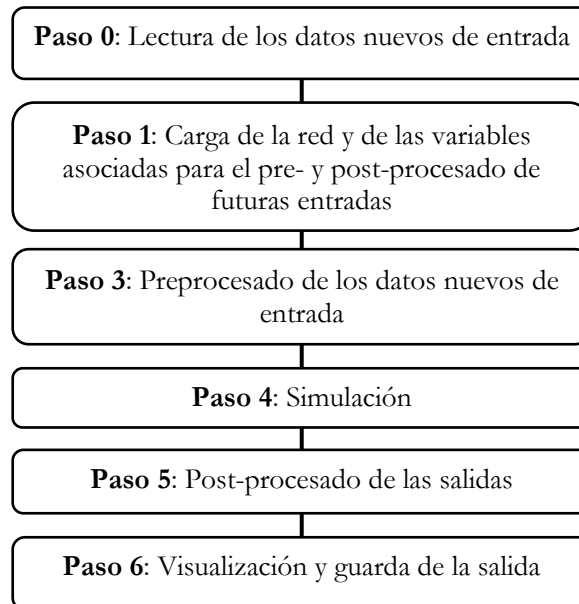 Paso 0: Lectura de los datos nuevos de entrada
Paso 1: Carga de la red y de las variables
asociadas para el pre- y post-procesado de
futuras entradas
Paso 3: Preprocesado de los datos nuevos de
entrada
Paso 4: Simulación
Paso 5: Post-procesado de las salidas
Paso 6: Visualización y guarda de la salida